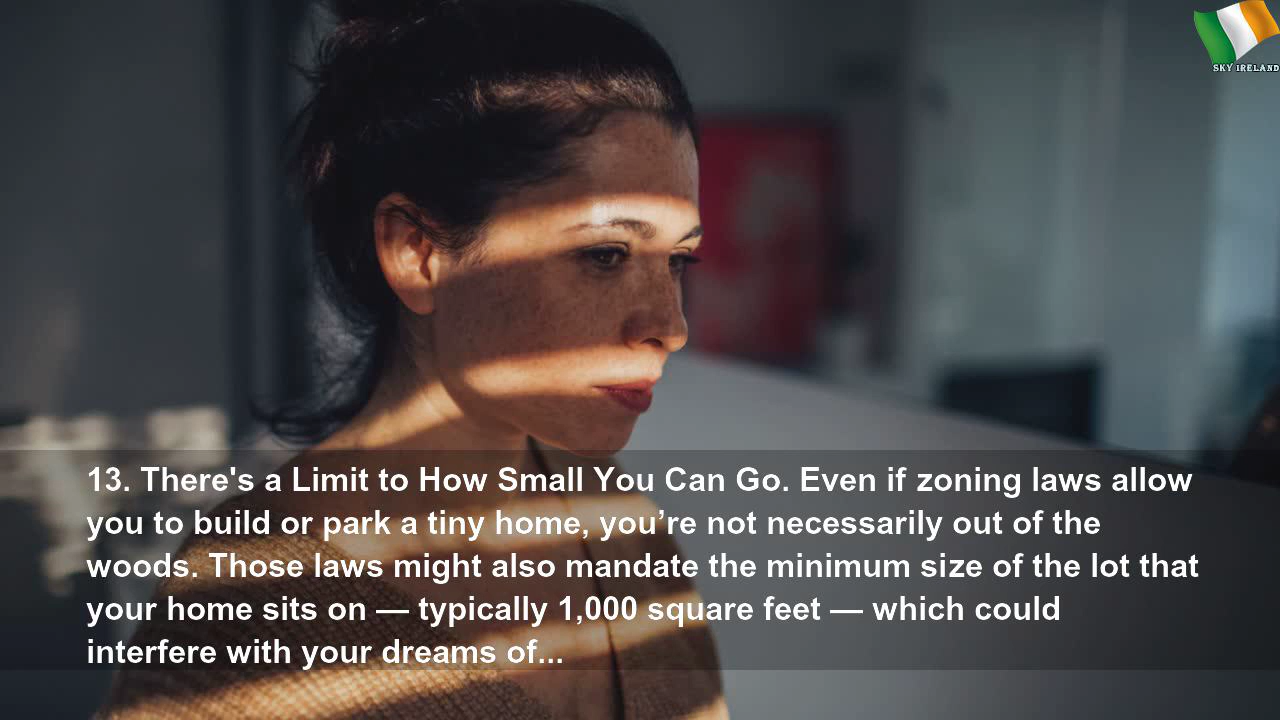 SKY IRELAND
13. There's a Limit to How Small You Can Go. Even if zoning laws allow
you to build or park a tiny home, you’re not necessarily out of the
woods. Those laws might also mandate the minimum size of the lot that
your home sits on — typically 1,000 square feet — which could
interfere with your dreams of...